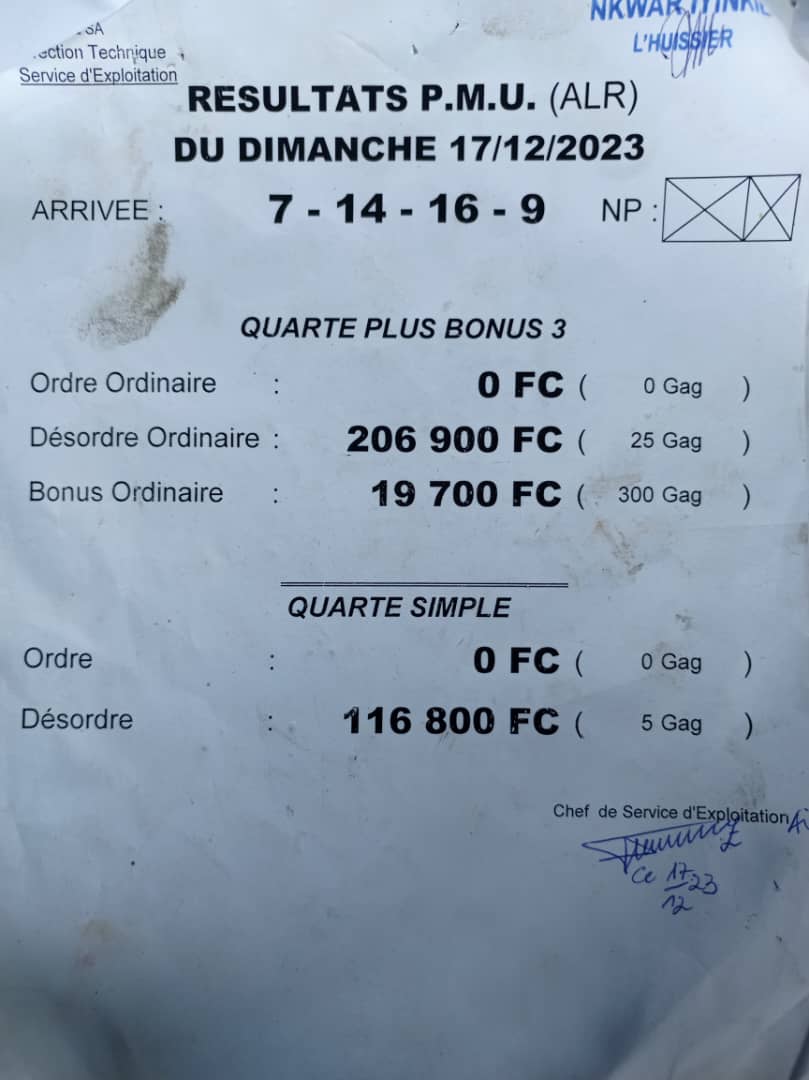 SA
ction Technique
Service d'Exploitation
L'HUISSIER
RESULTATS P.M.U. (ALR)
DU DIMANCHE 17/12/2023
ARRIVEE : 7 - 14 - 16 - 9 NP :
QUARTE PLUS BONUS 3
Ordre Ordinaire : 0 FC ( 0 Gag )
Désordre Ordinaire : 206 900 FC ( 25 Gag )
Bonus Ordinaire : 19 700 FC ( 300 Gag )
QUARTE SIMPLE
Ordre : 0 FC ( 0 Gag )
Désordre : 116 800 FC ( 5 Gag )
Chef de Service d'Exploitation
Ce 17/12 23